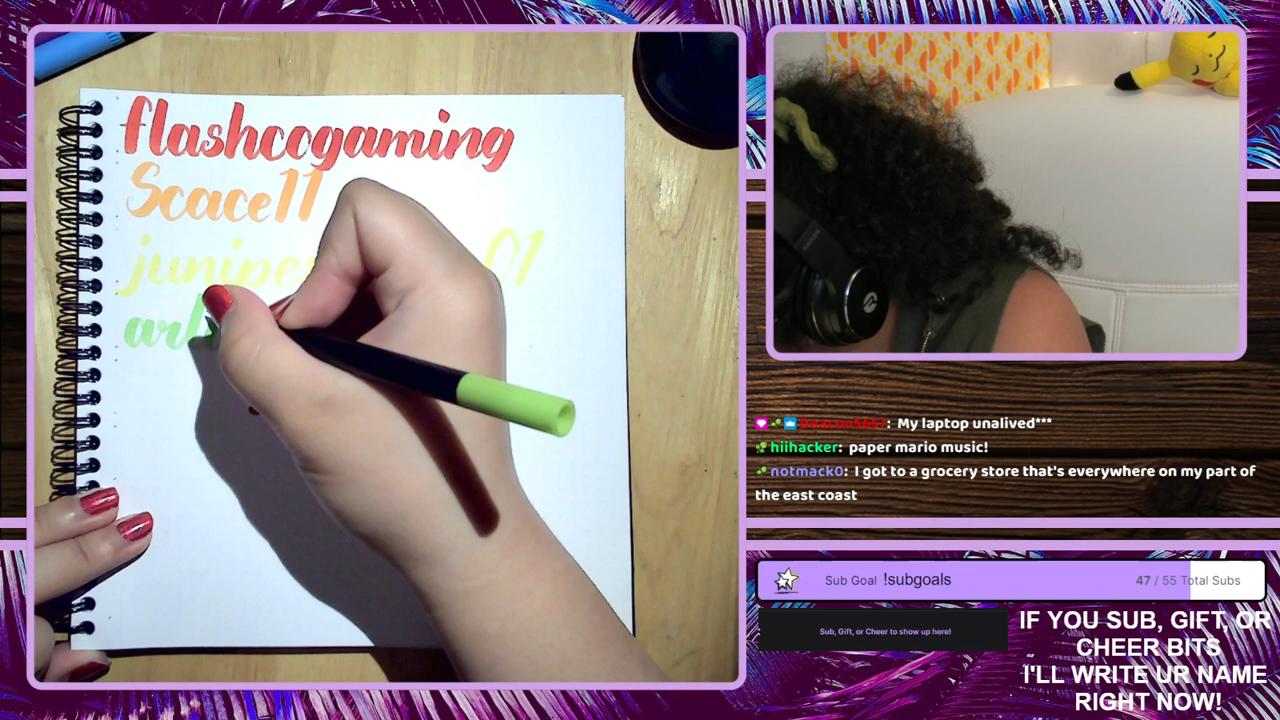 flashcogaming
Scace11
My laptop unalived***
hiihacker: paper mario music!
notmack0: I got to a grocery store that's everywhere on my part of
the east coast
Sub Goal !subgoals 47 / 55 Total Subs
Sub, Gift, or Cheer to show up here!
IF YOU SUB, GIFT, OR
CHEER BITS
I'LL WRITE UR NAME
RIGHT NOW!